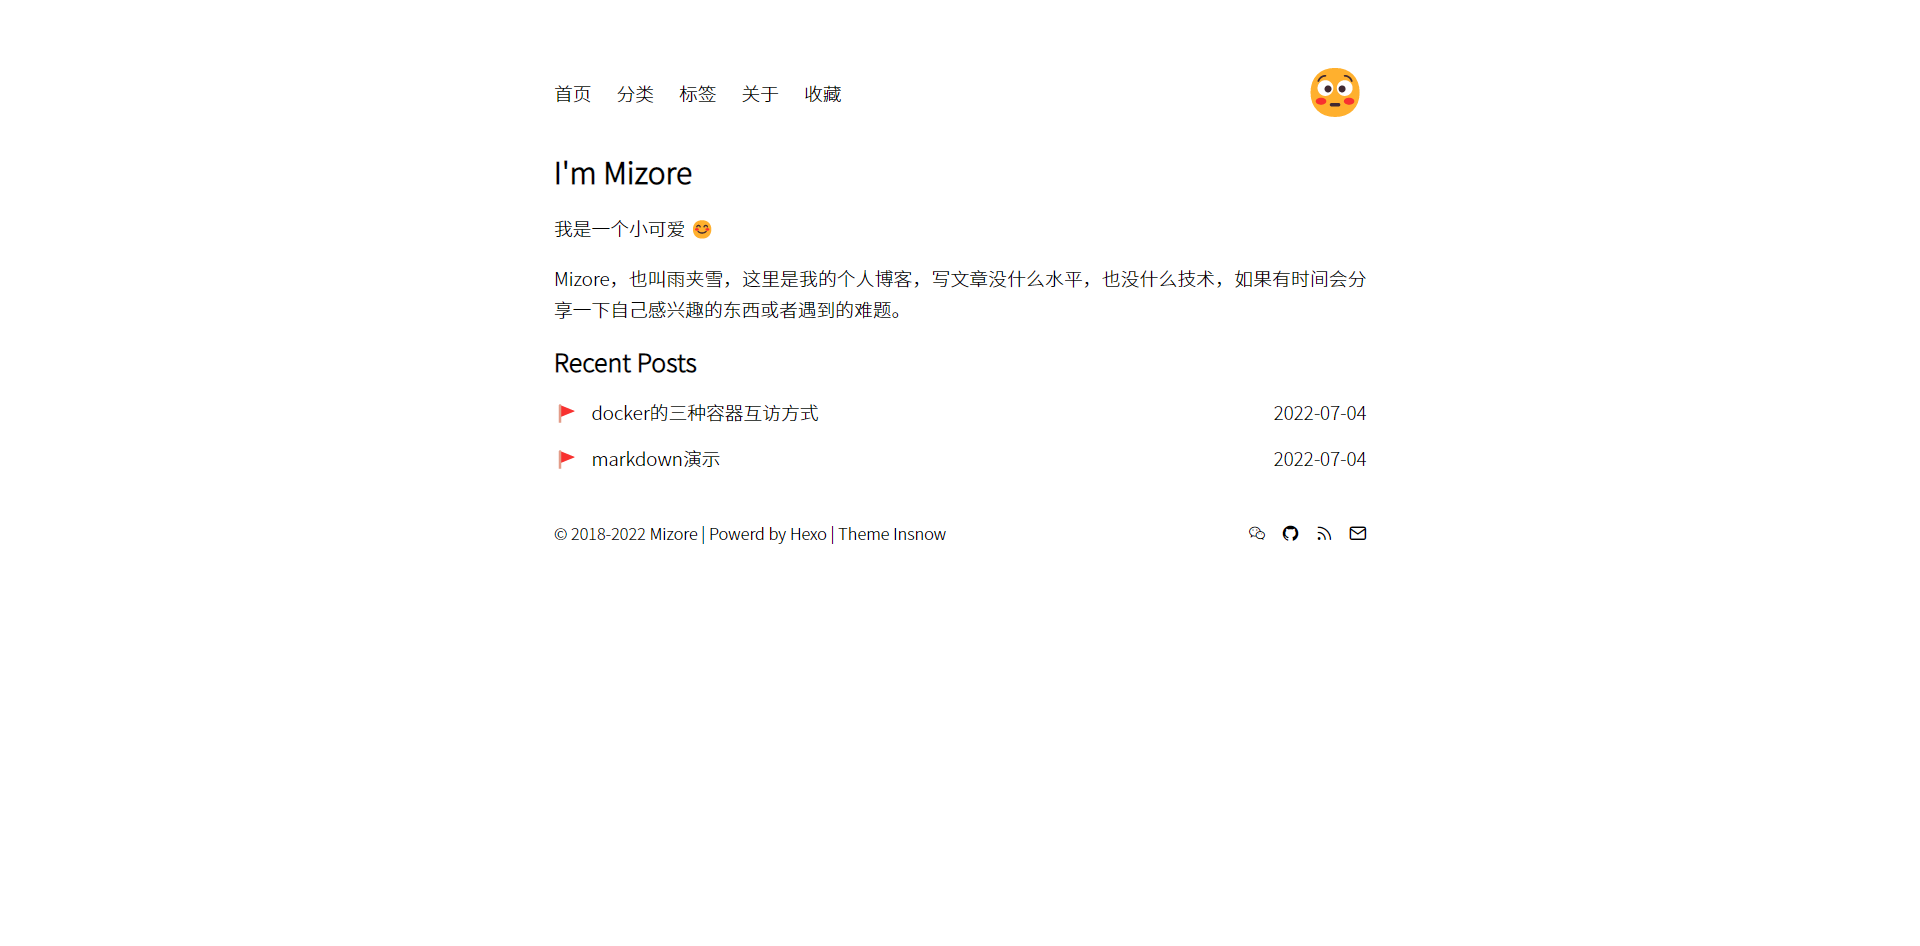 首页 分类 标签 关于 收藏
I'm Mizore
我是一个小可爱 😊
Mizore，也叫雨夹雪，这里是我的个人博客，写文章没什么水平，也没什么技术，如果有时间会分
享一下自己感兴趣的东西或者遇到的难题。
Recent Posts
🚩 docker的三种容器互访方式 2022-07-04
🚩 markdown演示 2022-07-04
© 2018-2022 Mizore | Powerd by Hexo | Theme Insnow